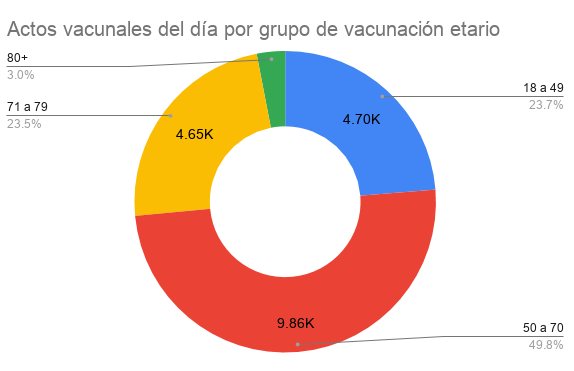 Actos vacunales del día por grupo de vacunación etario
80+
3.0%
71 a 79
23.5%
18 a 49
23.7%
4.70K
4.65K
9.86K
50 a 70
49.8%